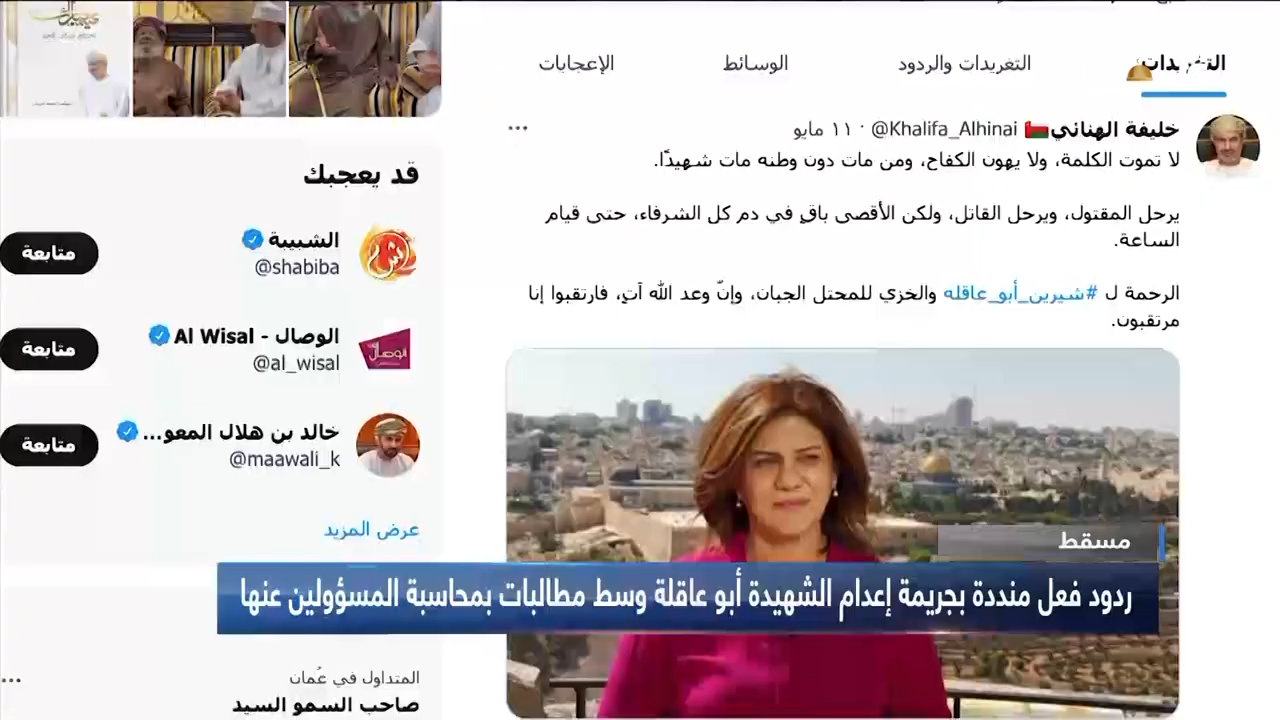 التغريدات
التغريدات والردود
الوسائط
الإعجابات
خليفة الهنائي @Khalifa_Alhinai · ١١ مايو
لا تموت الكلمة، ولا يهون الكفاح، ومن مات دون وطنه مات شهيدًا.
يرحل المقتول، ويرحل القاتل، ولكن الأقصى باقٍ في دم كل الشرفاء، حتى قيام
الساعة.
الرحمة ل #شيرين_أبو_عاقله والخزي للمحتل الجبان، وإنّ وعد الله آتٍ، فارتقبوا إنا
مرتقبون.
قد يعجبك
الشبيبة
@shabiba
متابعة
الوصال - Al Wisal
@al_wisal
متابعة
خالد بن هلال المعو...
@maawali_k
متابعة
عرض المزيد
مسقط
ردود فعل منددة بجريمة إعدام الشهيدة أبو عاقلة وسط مطالبات بمحاسبة المسؤولين عنها
المتداول في عُمان
صاحب السمو السيد